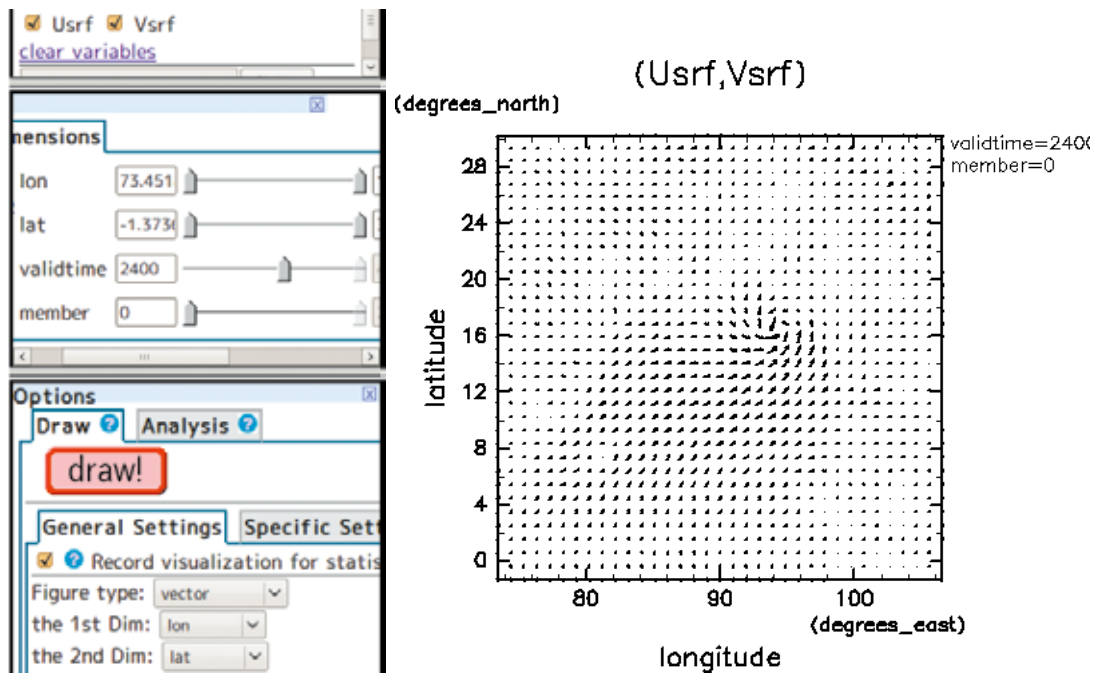 Usrf Vsrf
clear variables
mensions
lon 73.451
lat -1.373
validtime 2400
member 0
Options
Draw ? Analysis ?
draw!
General Settings Specific Sett
? Record visualization for statis
Figure type: vector
the 1st Dim: lon
the 2nd Dim: lat
(Usrf,Vsrf)
(degrees_north)
validtime=2400
member=0
28
24
20
16
12
8
4
0
latitude
80 90 100
(degrees_east)
longitude